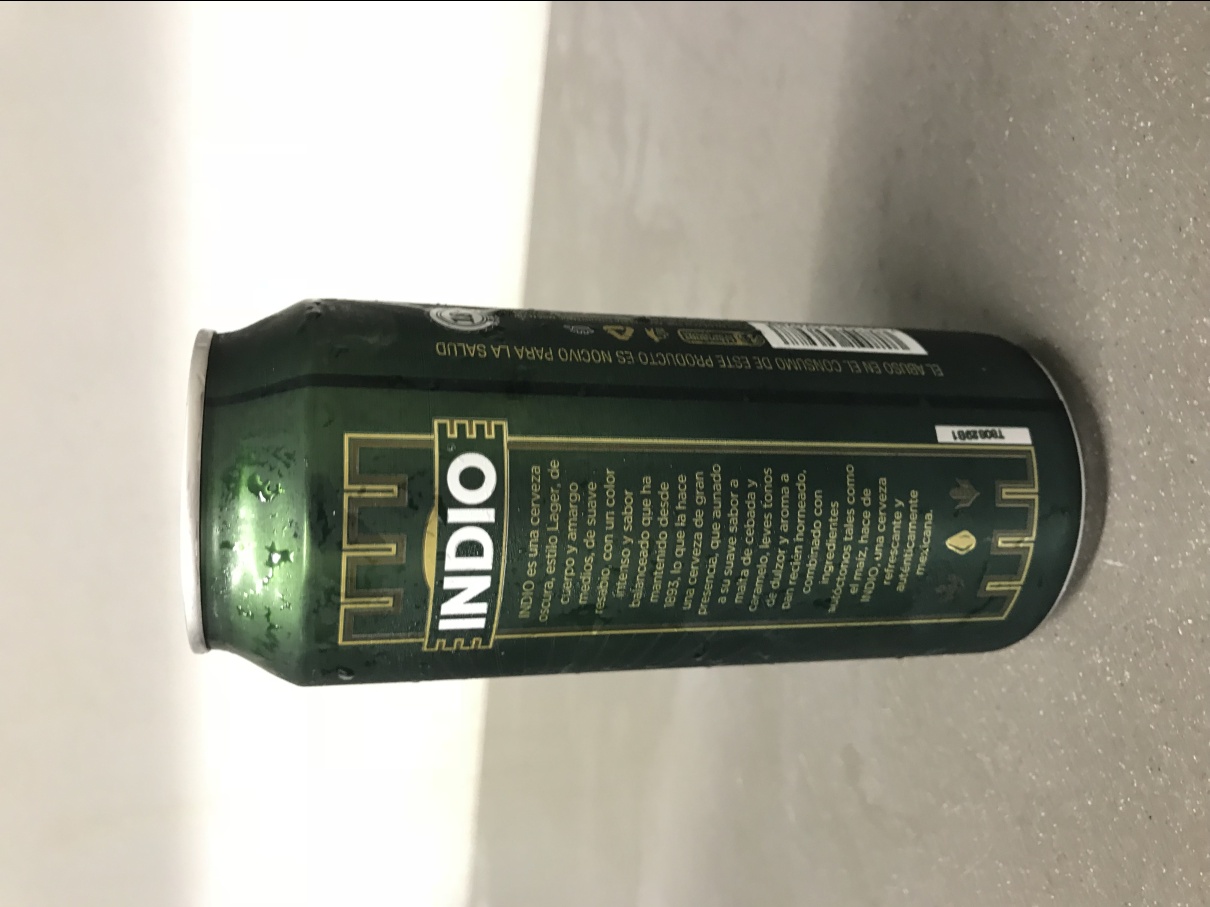 INDIO
INDIO es una cerveza
oscura, estilo Lager, de
cuerpo y amargo
medios, de suave
resabio, con un color
intenso y sabor
balanceado que ha
mantenido desde
1893, lo que la hace
una cerveza de gran
presencia, que aunado
a su suave sabor a
malta de cebada y
caramelo, leves tionos
de dulzor y aroma a
pan recién horneado,
combinado con
ingredientes
autóctonos tales como
el maíz, hace de
INDIO, una cerveza
refrescante y
auténticamente
mexicana.
EL ABUSO EN EL CONSUMO DE ESTE PRODUCTO ES NOCIVO PARA LA SALUD